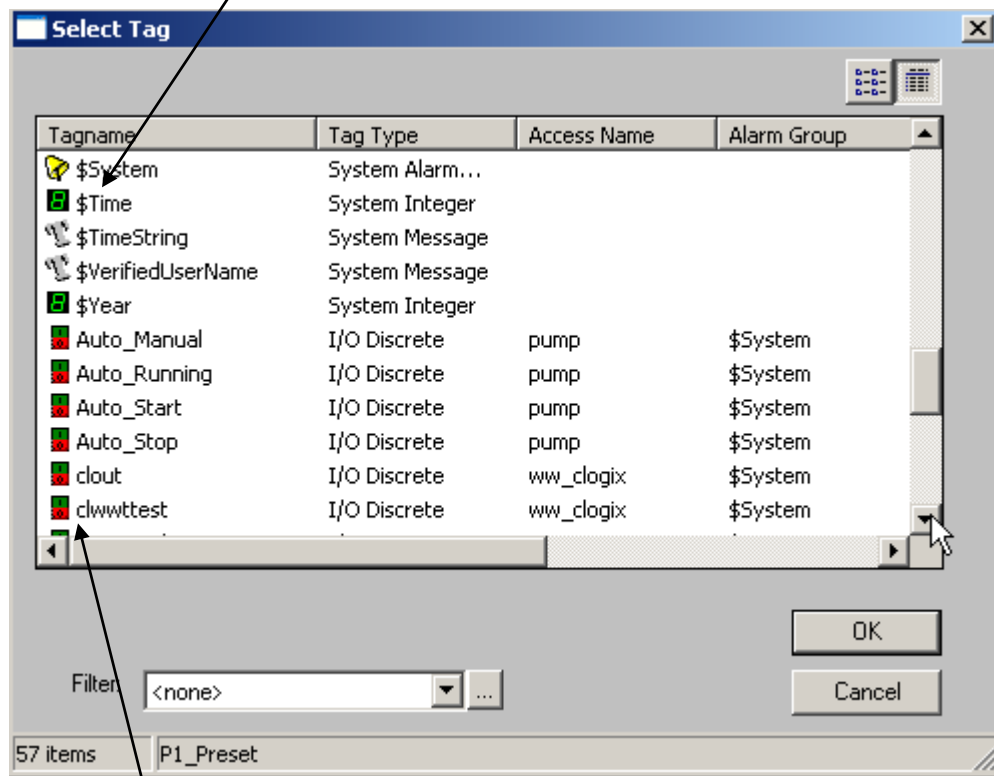 Select Tag
Tagname Tag Type Access Name Alarm Group
$System System Alarm...
$Time System Integer
$TimeString System Message
$VerifiedUserName System Message
$Year System Integer
Auto_Manual I/O Discrete pump $System
Auto_Running I/O Discrete pump $System
Auto_Start I/O Discrete pump $System
Auto_Stop I/O Discrete pump $System
clout I/O Discrete ww_clogix $System
clwwttest I/O Discrete ww_clogix $System
OK
Filter: <none> ...
Cancel
57 items P1_Preset